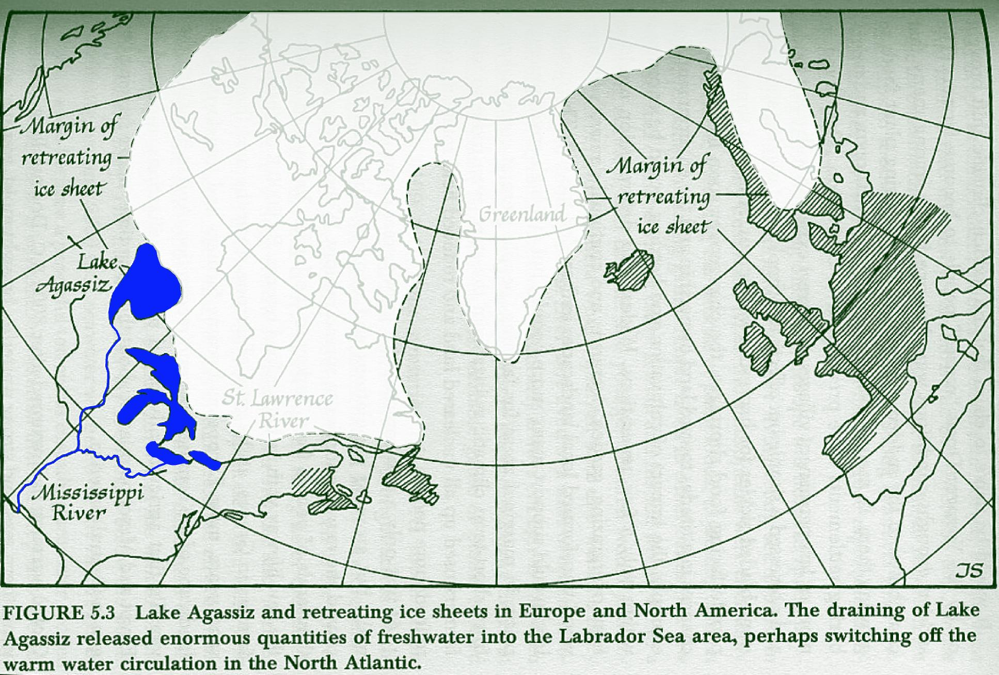 Margin of
retreating
ice sheet
Lake
Agassiz
Mississippi
River
St. Lawrence
River
Greenland
Margin of
retreating
ice sheet
JS
FIGURE 5.3 Lake Agassiz and retreating ice sheets in Europe and North America. The draining of Lake
Agassiz released enormous quantities of freshwater into the Labrador Sea area, perhaps switching off the
warm water circulation in the North Atlantic.